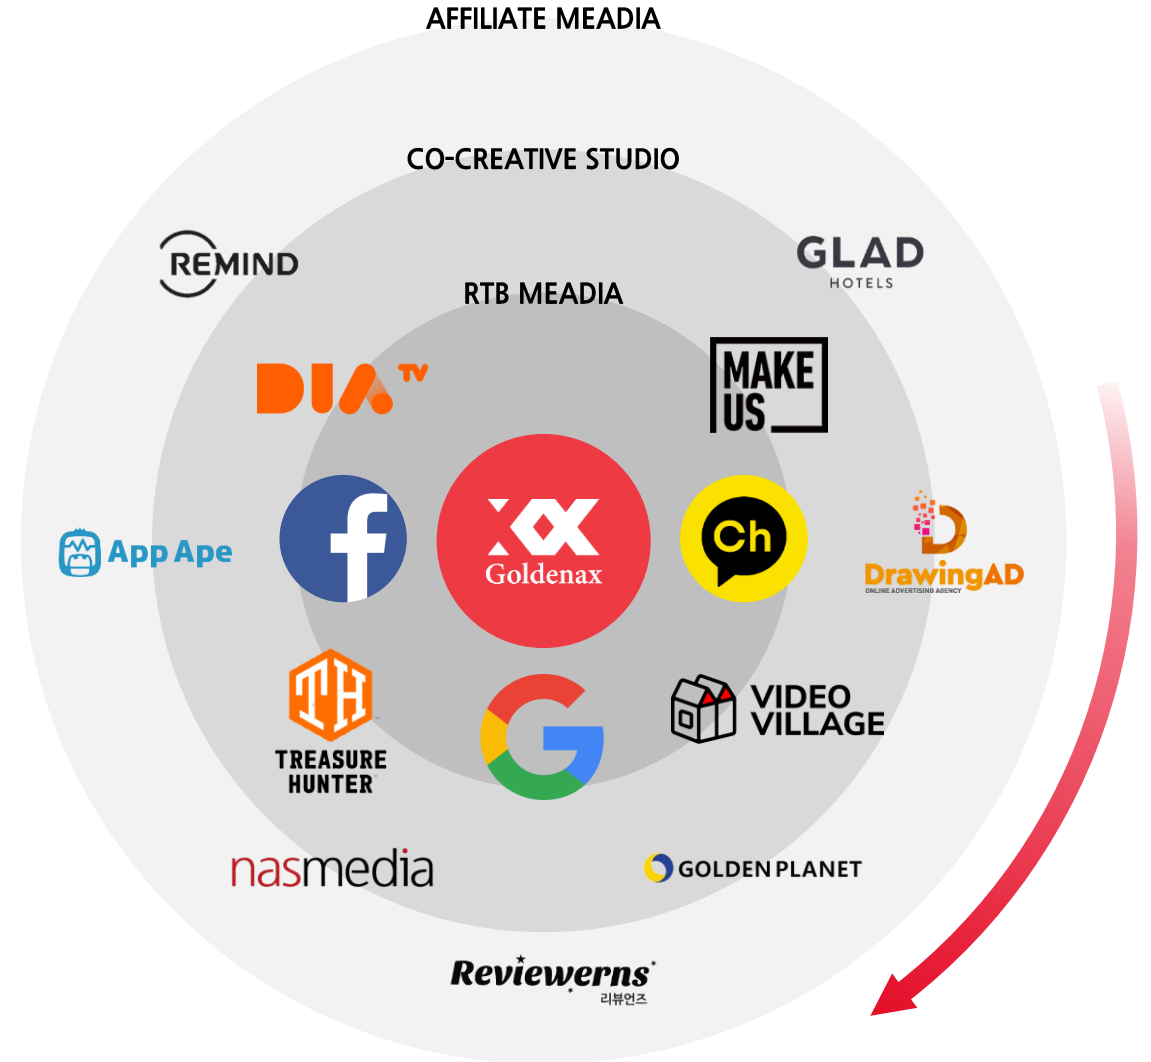 AFFILIATE MEADIA
CO-CREATIVE STUDIO
REMIND
GLAD
HOTELS
RTB MEADIA
DIA TV
MAKE
US
f
Goldenax
Ch
App Ape
D
DrawingAD
ONLINE ADVERTISING AGENCY
TH
TREASURE
HUNTER
G
VIDEO
VILLAGE
nasmedia
GOLDEN PLANET
Reviewerns
리뷰언즈